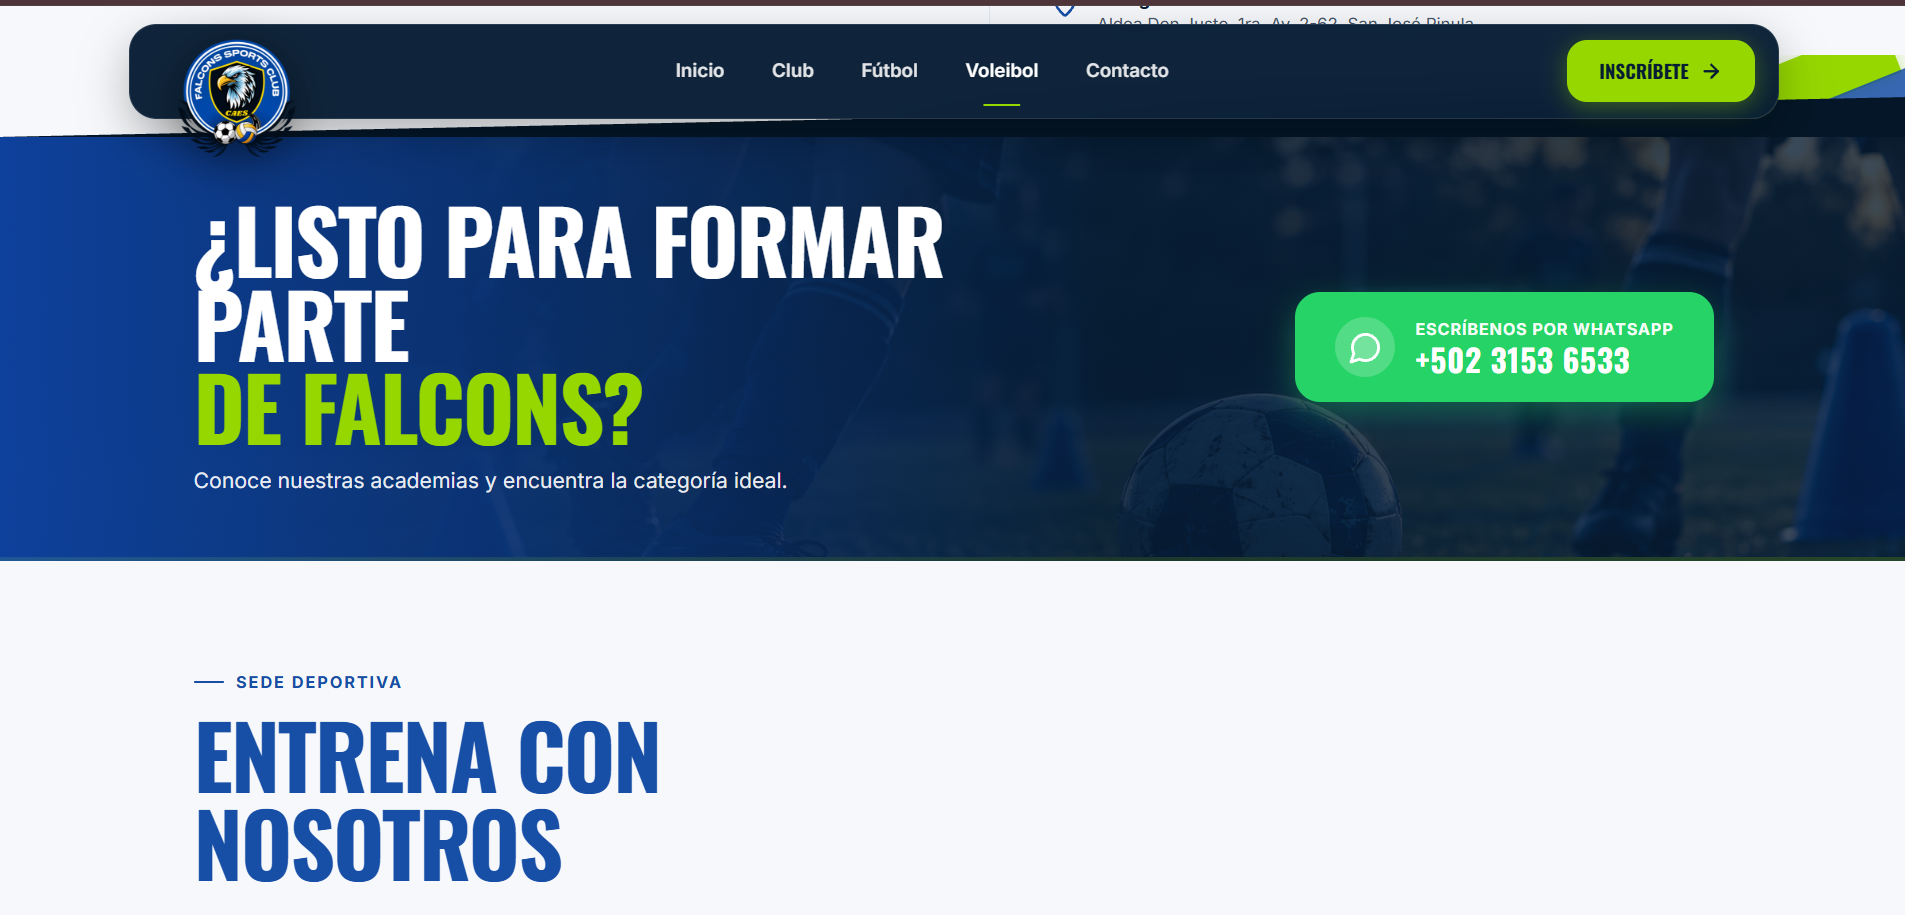 Aldea Don Justo, 1ra. Av. 2-62, San José Pinula
FALCONS SPORTS CLUB
CAES
Inicio
Club
Fútbol
Voleibol
Contacto
INSCRÍBETE
¿LISTO PARA FORMAR
PARTE
DE FALCONS?
Conoce nuestras academias y encuentra la categoría ideal.
ESCRÍBENOS POR WHATSAPP
+502 3153 6533
SEDE DEPORTIVA
ENTRENA CON
NOSOTROS